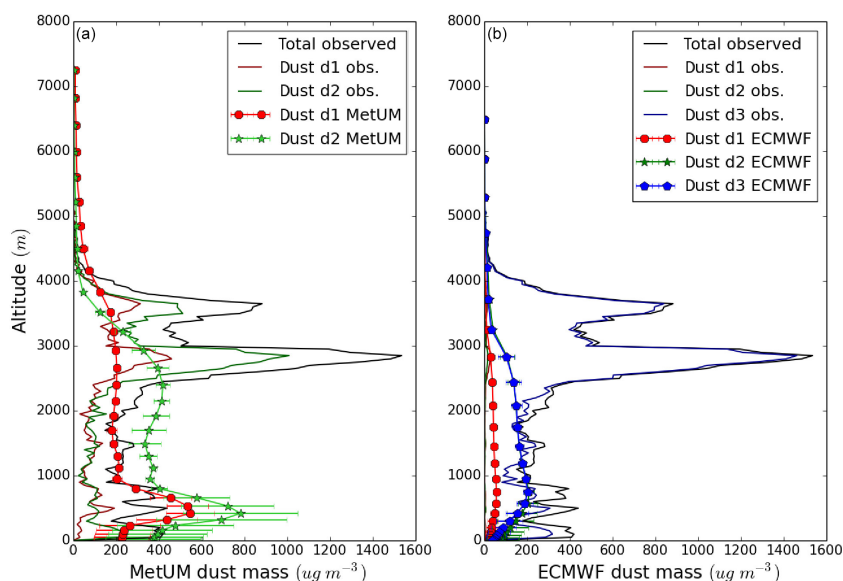 (a)
Total observed
Dust d1 obs.
Dust d2 obs.
Dust d1 MetUM
Dust d2 MetUM
8000
7000
6000
5000
4000
3000
2000
1000
0
Altitude (m)
0 200 400 600 800 1000 1200 1400 1600
MetUM dust mass (ug m⁻³)
(b)
Total observed
Dust d1 obs.
Dust d2 obs.
Dust d3 obs.
Dust d1 ECMWF
Dust d2 ECMWF
Dust d3 ECMWF
8000
7000
6000
5000
4000
3000
2000
1000
0
0 200 400 600 800 1000 1200 1400 1600
ECMWF dust mass (ug m⁻³)